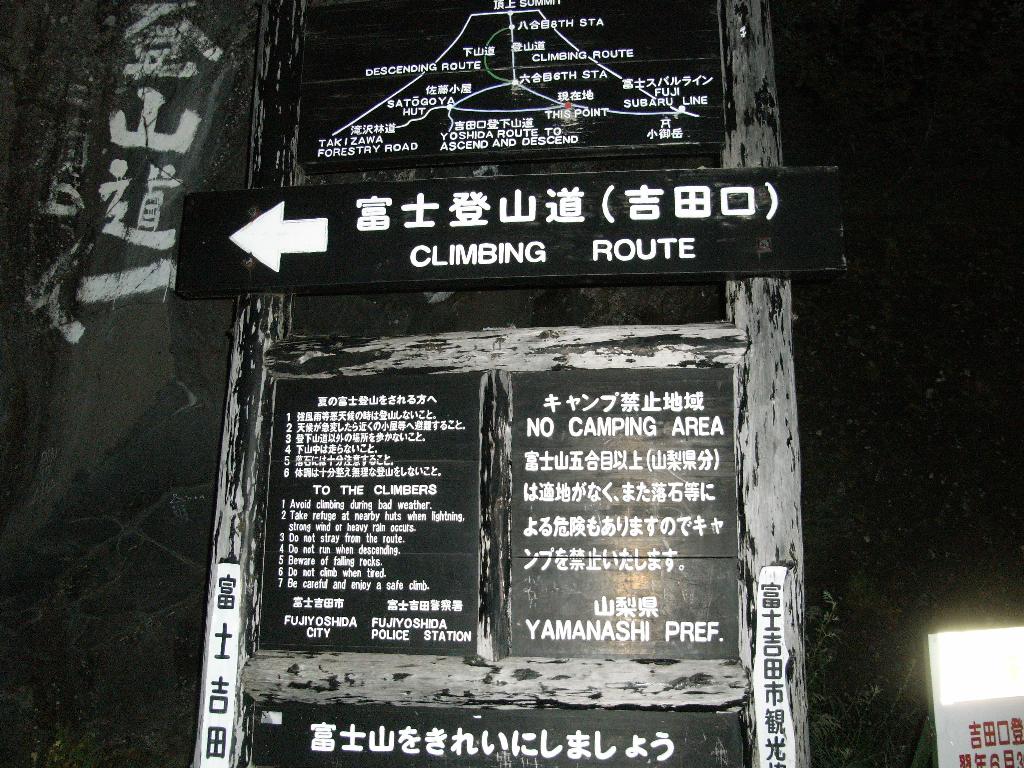 頂上 SUMMIT
八合目8TH STA
下山道
登山道
CLIMBING ROUTE
DESCENDING ROUTE
六合目6TH STA
佐藤小屋
SATŌGOYA
HUT
現在地
THIS POINT
富士スバルライン
FUJI
SUBARU LINE
小御岳
滝沢林道
TAKIZAWA
FORESTRY ROAD
吉田口登下山道
YOSHIDA ROUTE TO
ASCEND AND DESCEND
富士登山道(吉田口)
CLIMBING ROUTE
夏の富士登山をされる方へ
1 強風雨等悪天候の時は登山しないこと。
2 天候が急変したら近くの小屋等へ避難すること。
3 登下山道以外の場所を歩かないこと。
4 下山中は走らないこと。
5 落石には十分注意すること。
6 体調は十分整え無理な登山をしないこと。
TO THE CLIMBERS
1 Avoid climbing during bad weather.
2 Take refuge at nearby huts when lightning,
strong wind or heavy rain occurs.
3 Do not stray from the route.
4 Do not run when descending.
5 Beware of falling rocks.
6 Do not climb when tired.
7 Be careful and enjoy a safe climb.
富士吉田市
FUJIYOSHIDA
CITY
富士吉田警察署
FUJIYOSHIDA
POLICE STATION
キャンプ禁止地域
NO CAMPING AREA
富士山五合目以上(山梨県分)
は適地がなく、また落石等に
よる危険もありますのでキャ
ンプを禁止いたします。
山梨県
YAMANASHI PREF.
富士吉田
富士吉田市観光
富士山をきれいにしましょう
吉田口登